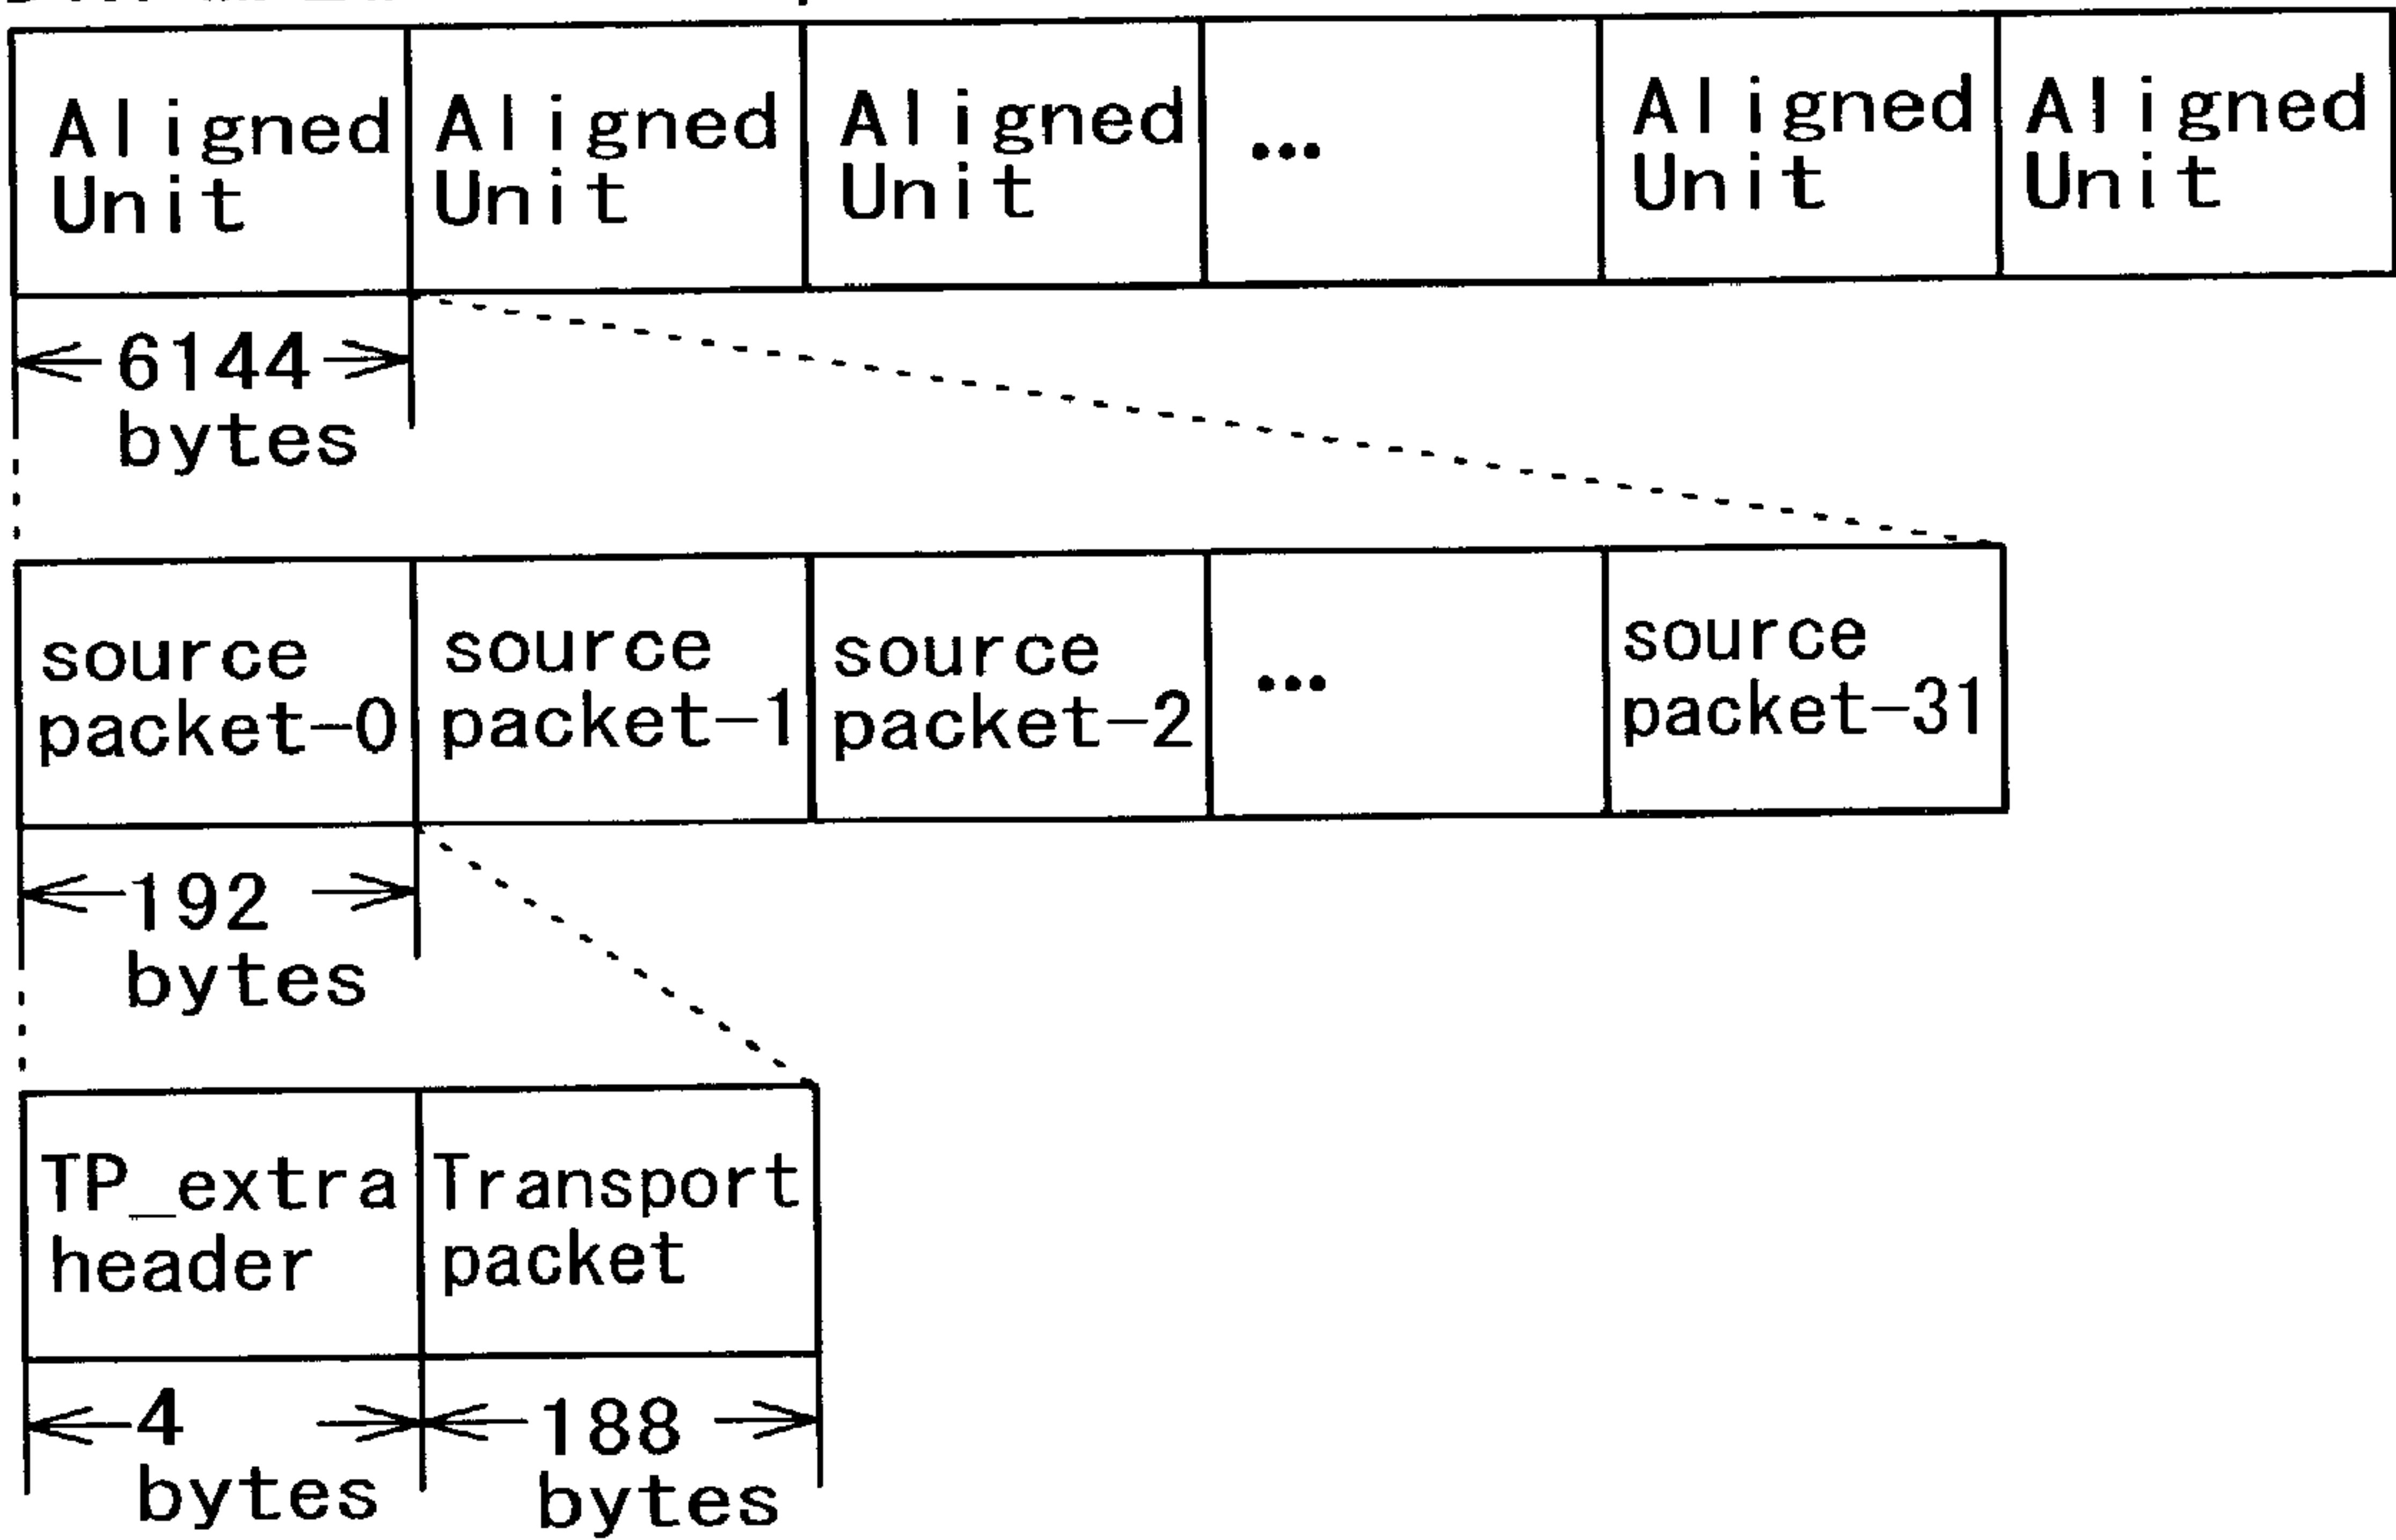 Aligned Unit
Aligned Unit
Aligned Unit
...
Aligned Unit
Aligned Unit
6144 bytes
source packet-0
source packet-1
source packet-2
...
source packet-31
192 bytes
TP_extra header
Transport packet
4 bytes
188 bytes